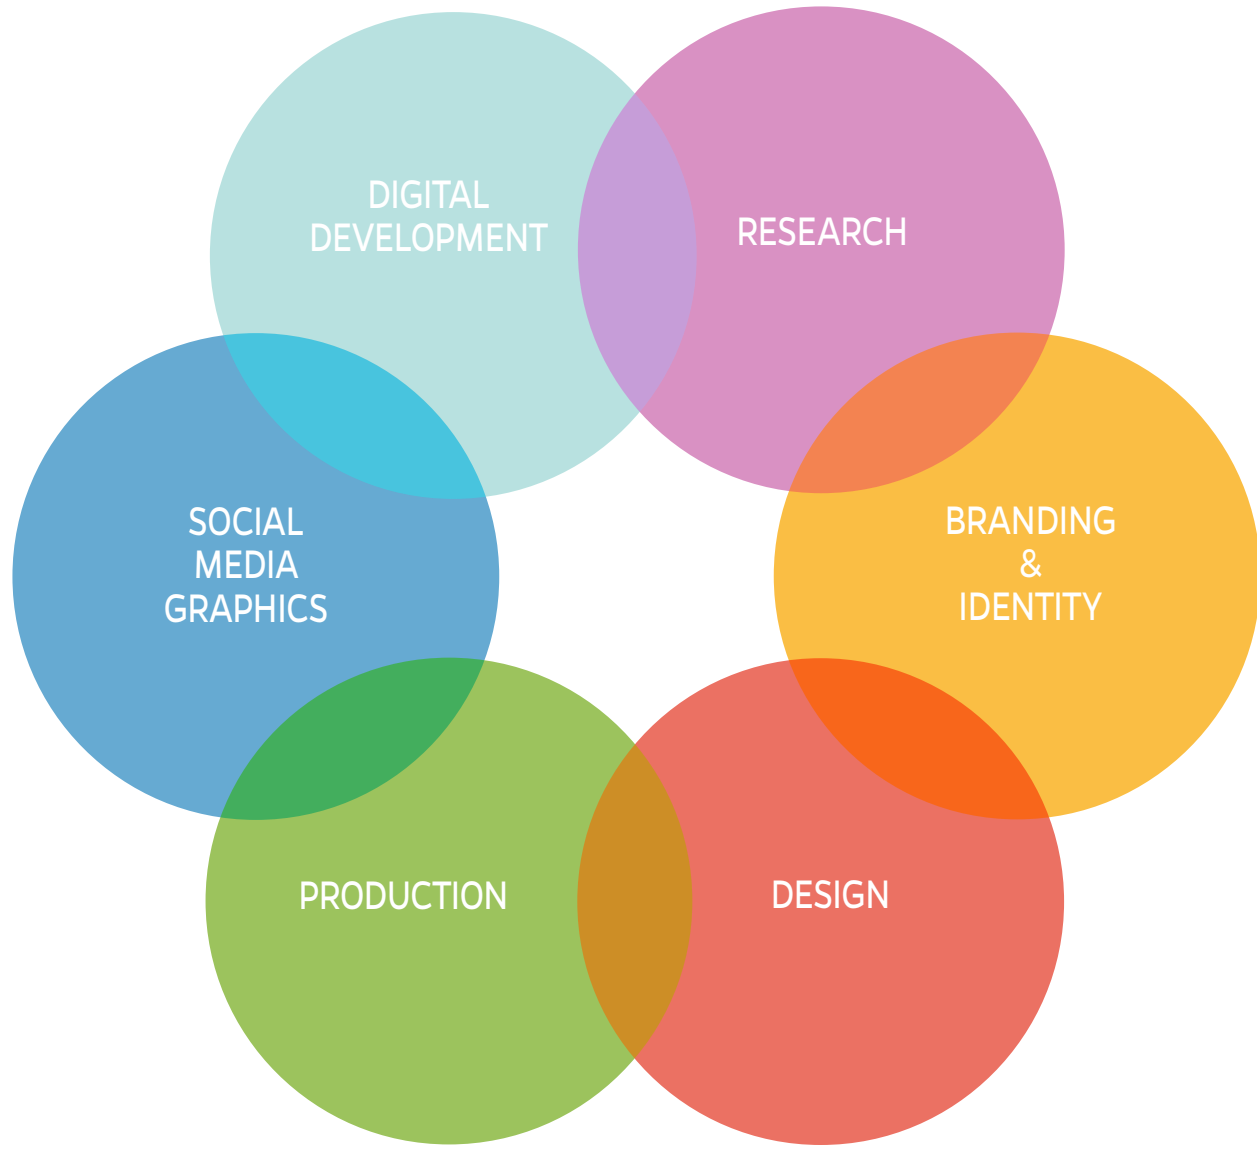 DIGITAL
DEVELOPMENT
RESEARCH
SOCIAL
MEDIA
GRAPHICS
BRANDING
&
IDENTITY
PRODUCTION
DESIGN